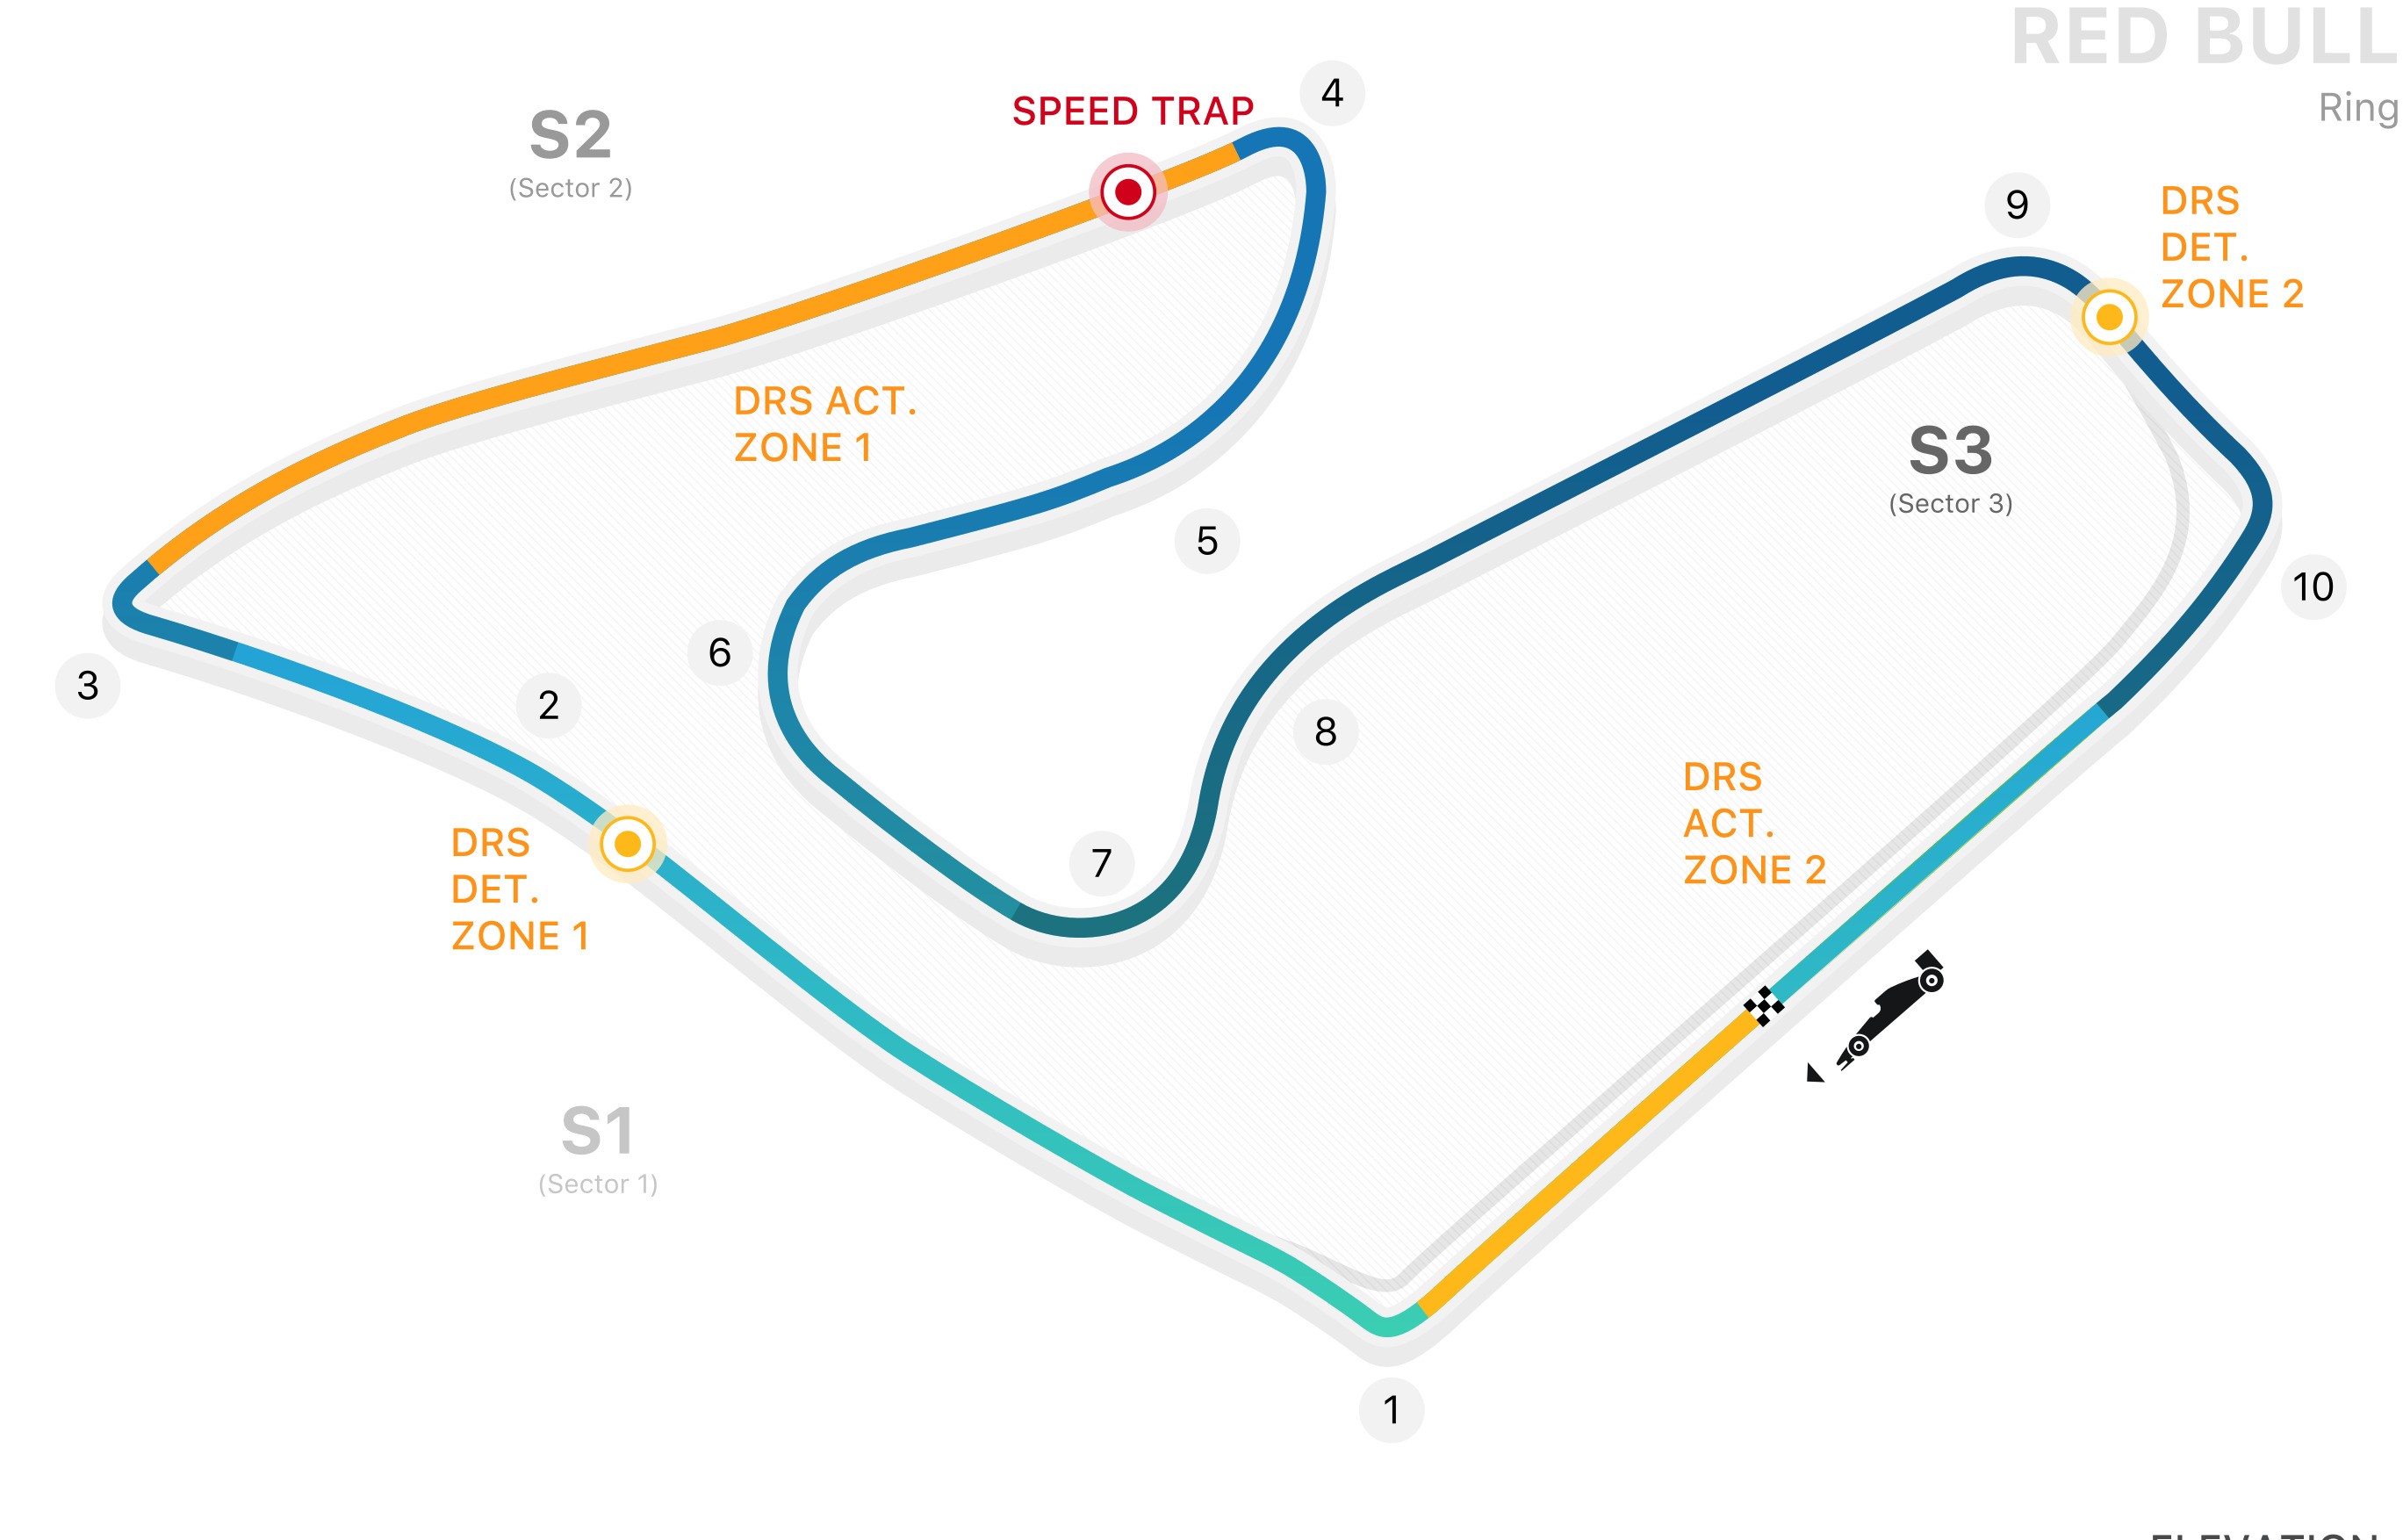 RED BULL
Ring
4
SPEED TRAP
S2
(Sector 2)
9
DRS
DET.
ZONE 2
DRS ACT.
ZONE 1
S3
(Sector 3)
5
10
6
3
2
8
DRS
ACT.
ZONE 2
DRS
DET.
ZONE 1
7
S1
(Sector 1)
1
ELEVATION